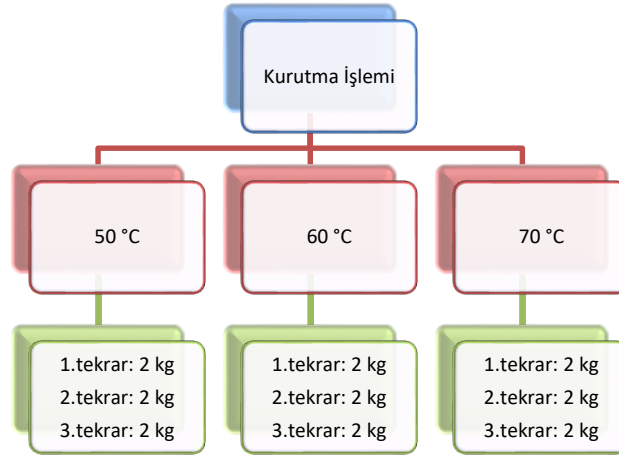 Kurutma İşlemi
50 °C
60 °C
70 °C
1.tekrar: 2 kg
2.tekrar: 2 kg
3.tekrar: 2 kg
1.tekrar: 2 kg
2.tekrar: 2 kg
3.tekrar: 2 kg
1.tekrar: 2 kg
2.tekrar: 2 kg
3.tekrar: 2 kg